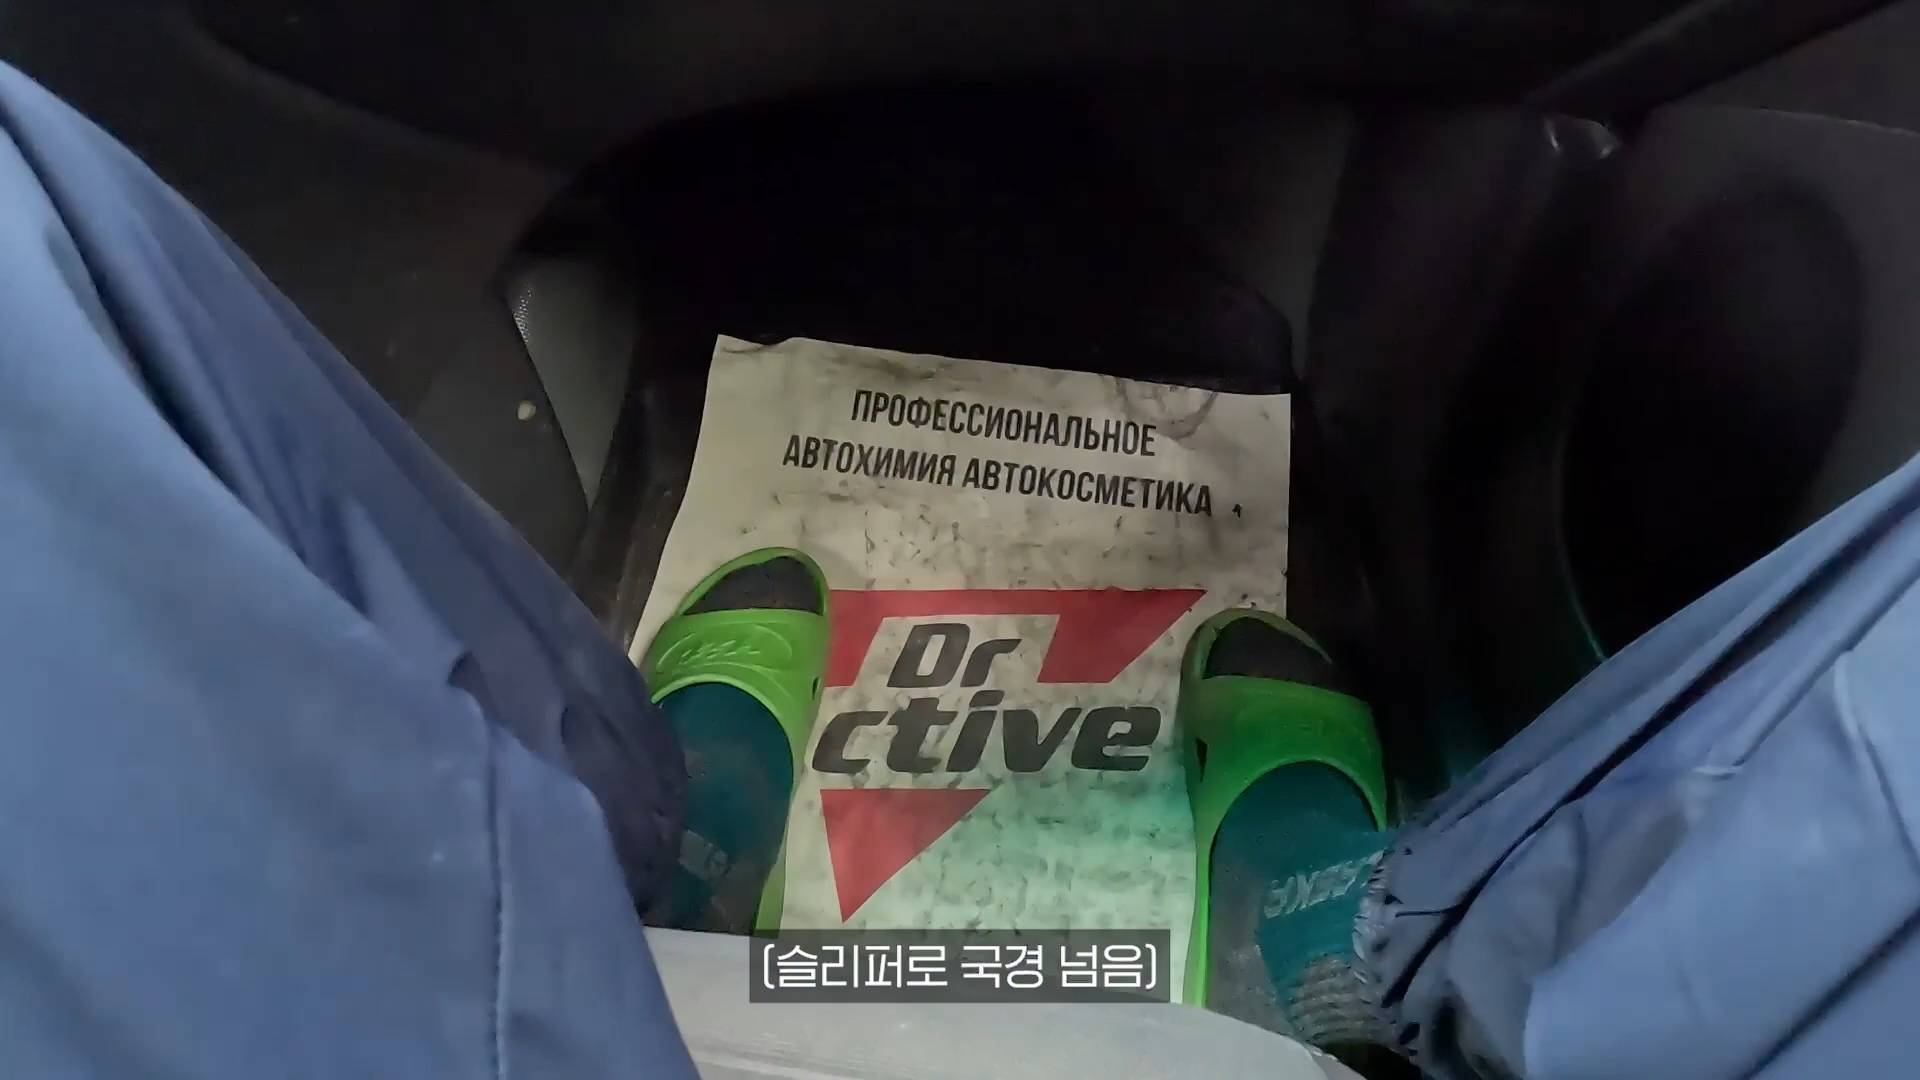 ПРОФЕССИОНАЛЬНОЕ
АВТОХИМИЯ АВТОКОСМЕТИКА
Dr
ctive
(슬리퍼로 국경 넘음)